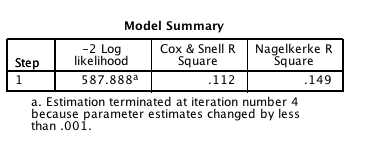 Model Summary
Step -2 Log likelihood Cox & Snell R Square Nagelkerke R Square
1 587.888a .112 .149
a. Estimation terminated at iteration number 4
because parameter estimates changed by less
than .001.